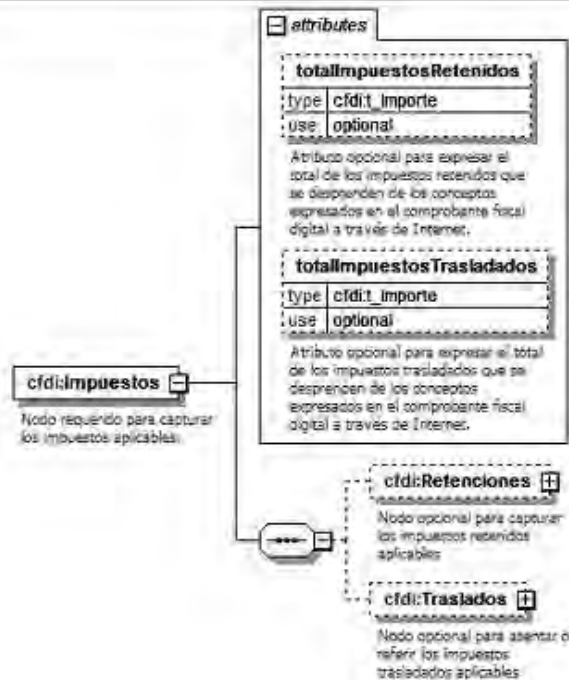 attributes
totalImpuestosRetenidos
type cfdi:t_Importe
use optional
Atributo opcional para expresar el
total de los impuestos retenidos que
se desprenden de los conceptos
expresados en el comprobante fiscal
digital a través de Internet.
totalImpuestosTrasladados
type cfdi:t_Importe
use optional
Atributo opcional para expresar el total
de los impuestos trasladados que se
desprenden de los conceptos
expresados en el comprobante fiscal
digital a través de Internet.
cfdi:Impuestos
Nodo requerido para capturar
los impuestos aplicables.
cfdi:Retenciones
Nodo opcional para capturar
los impuestos retenidos
aplicables
cfdi:Traslados
Nodo opcional para asentar o
referir los impuestos
trasladados aplicables